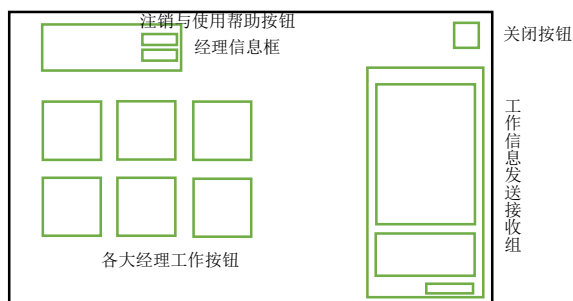 注销与使用帮助按钮
关闭按钮
经理信息框
工作信息发送接收组
各大经理工作按钮